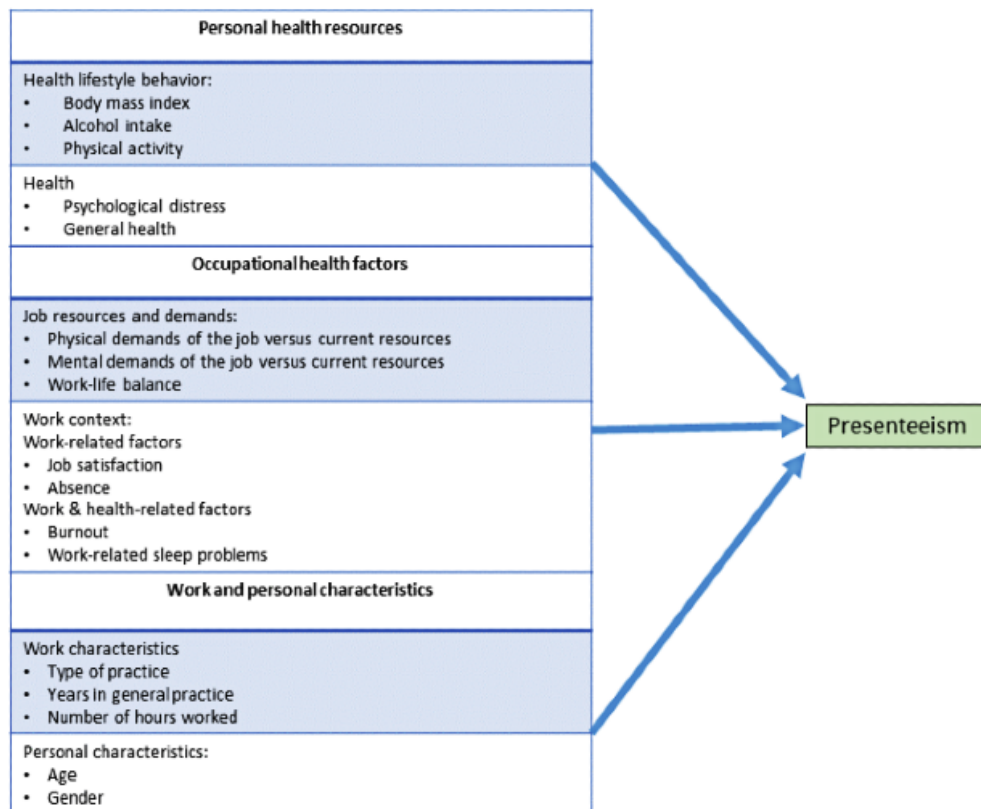 Personal health resources
Health lifestyle behavior:
• Body mass index
• Alcohol intake
• Physical activity
Health
• Psychological distress
• General health
Occupational health factors
Job resources and demands:
• Physical demands of the job versus current resources
• Mental demands of the job versus current resources
• Work-life balance
Work context:
Work-related factors
• Job satisfaction
• Absence
Work & health-related factors
• Burnout
• Work-related sleep problems
Work and personal characteristics
Work characteristics
• Type of practice
• Years in general practice
• Number of hours worked
Personal characteristics:
• Age
• Gender
Presenteeism